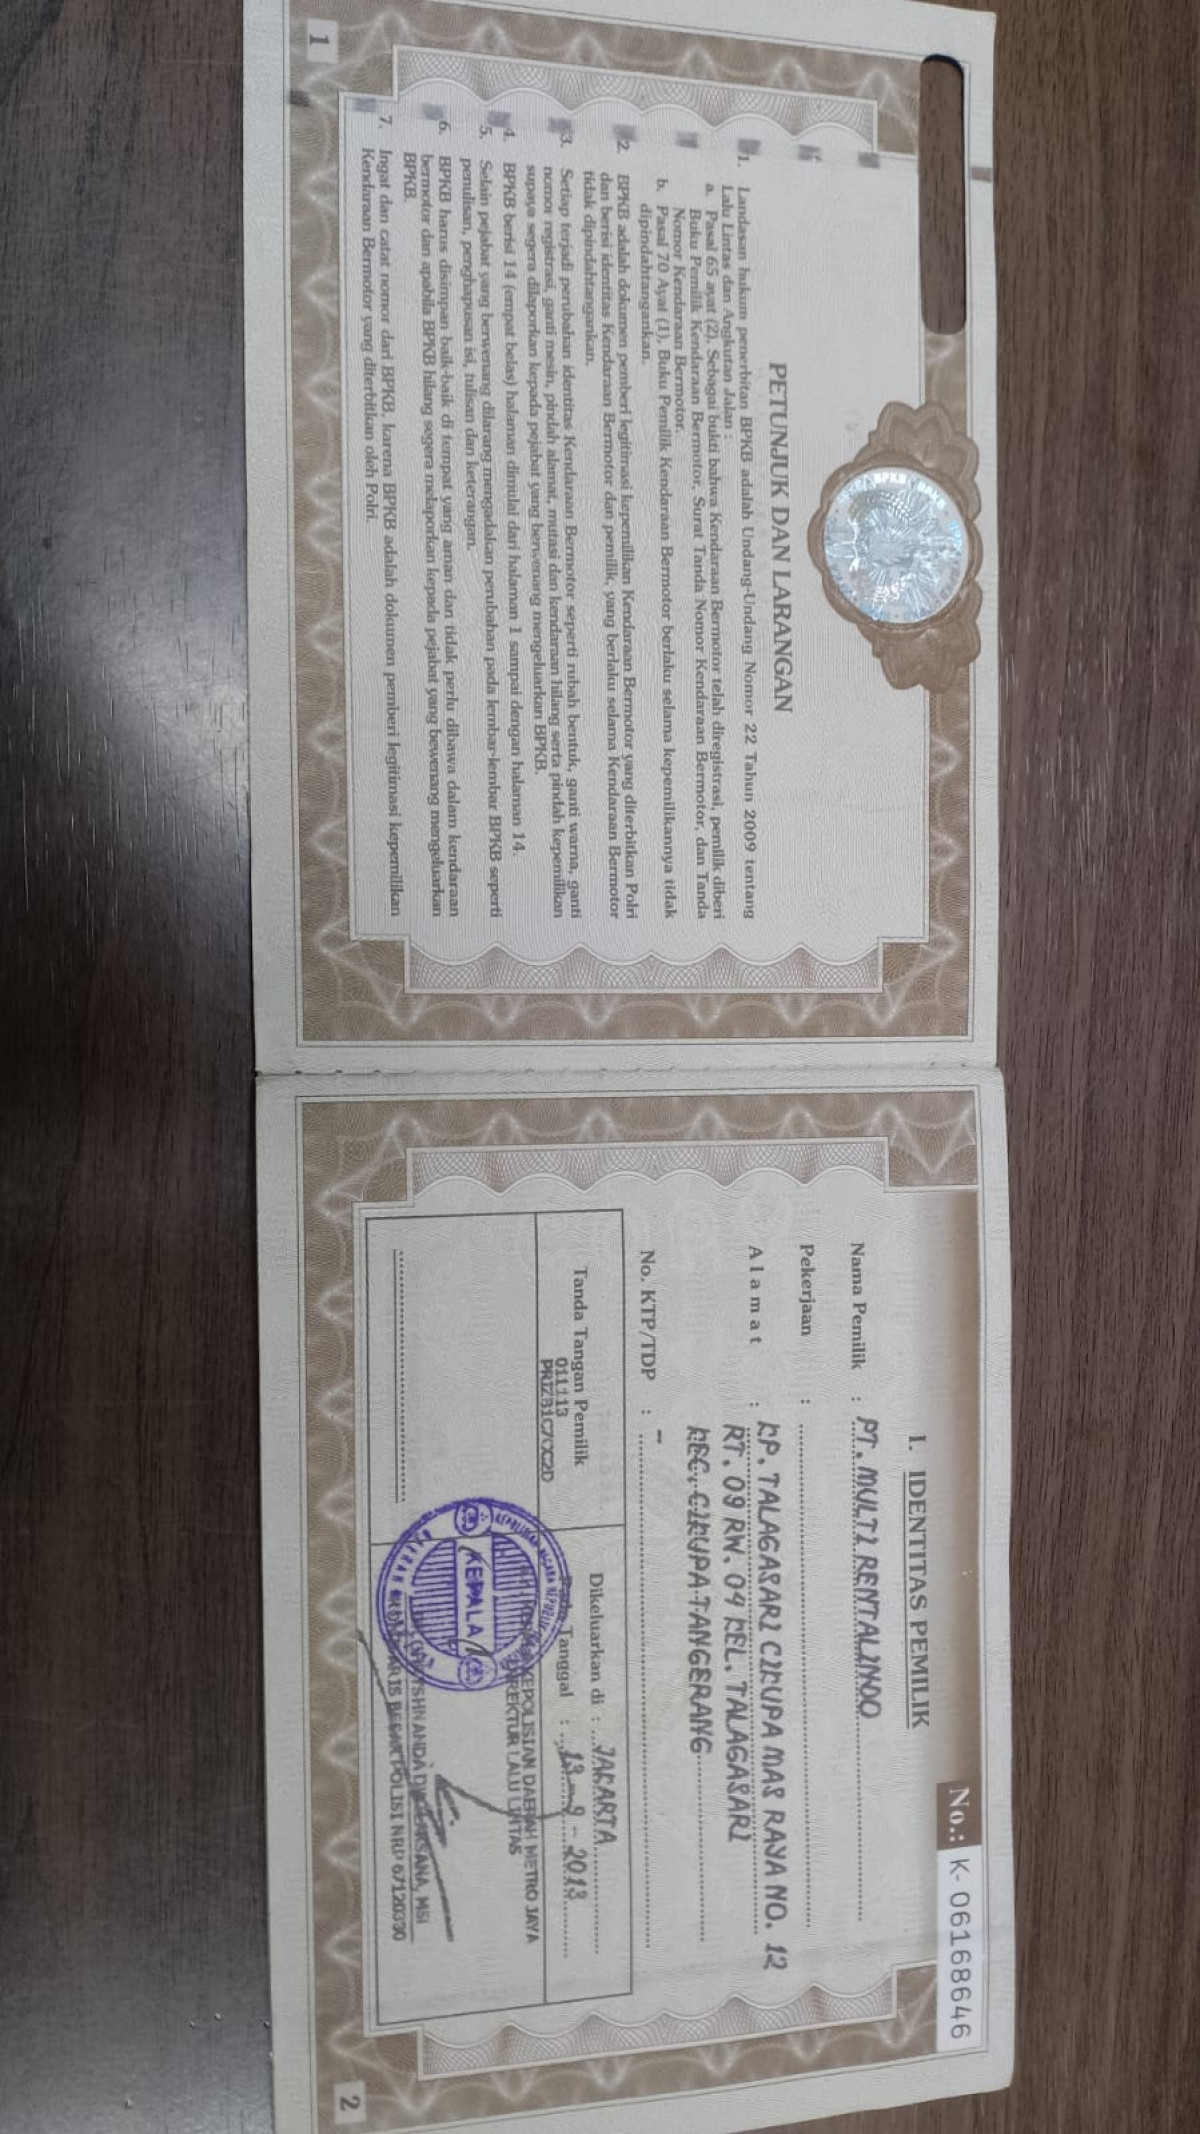 PETUNJUK DAN LARANGAN
1. Landasan hukum penerbitan BPKB adalah Undang-Undang Nomor 22 Tahun 2009 tentang
Lalu Lintas dan Angkutan Jalan :
a. Pasal 65 ayat (2). Sebagai bukti bahwa Kendaraan Bermotor telah diregistrasi, pemilik diberi
Buku Pemilik Kendaraan Bermotor, Surat Tanda Nomor Kendaraan Bermotor, dan Tanda
Nomor Kendaraan Bermotor.
b. Pasal 70 Ayat (1), Buku Pemilik Kendaraan Bermotor berlaku selama kepemilikannya tidak
dipindahtangankan.
2. BPKB adalah dokumen pemberi legitimasi kepemilikan Kendaraan Bermotor yang diterbitkan Polri
dan berisi identitas Kendaraan Bermotor dan pemilik, yang berlaku selama Kendaraan Bermotor
tidak dipindahtangankan.
3. Setiap terjadi perubahan identitas Kendaraan Bermotor seperti rubah bentuk, ganti warna, ganti
nomor registrasi, ganti mesin, pindah alamat, mutasi dan kendaraan hilang serta pindah kepemilikan
supaya segera dilaporkan kepada pejabat yang berwenang mengeluarkan BPKB.
4. BPKB berisi 14 (empat belas) halaman dimulai dari halaman 1 sampai dengan halaman 14.
5. Selain pejabat yang berwenang dilarang mengadakan perubahan pada lembar-lembar BPKB seperti
penulisan, penghapusan isi, tulisan dan keterangan.
6. BPKB harus disimpan baik-baik di tempat yang aman dan tidak perlu dibawa dalam kendaraan
bermotor dan apabila BPKB hilang segera melaporkan kepada pejabat yang bewenang mengeluarkan
BPKB.
7. Ingat dan catat nomor dari BPKB, karena BPKB adalah dokumen pemberi legitimasi kepemilikan
Kendaraan Bermotor yang diterbitkan oleh Polri.
1
No.: K-06168646
I. IDENTITAS PEMILIK
Nama Pemilik : PT. MULTI RENTALINDO
Pekerjaan :
Alamat : KP. TALAGASARI CIKUPA MAS RAYA NO. 12
RT. 09 RW. 04 KEL. TALAGASARI
KEC. CIKUPA TANGERANG
No. KTP/TDP : -
Tanda Tangan Pemilik
011113
PRIZB1C7CC2D
Dikeluarkan di : JAKARTA
Pada Tanggal : 13-9-2013
KEPOLISIAN DAERAH METRO JAYA
DIREKTUR LALU LINTAS
KEPALA
MSI
KOMISARIS BESAR POLISI NRP 67120390
2